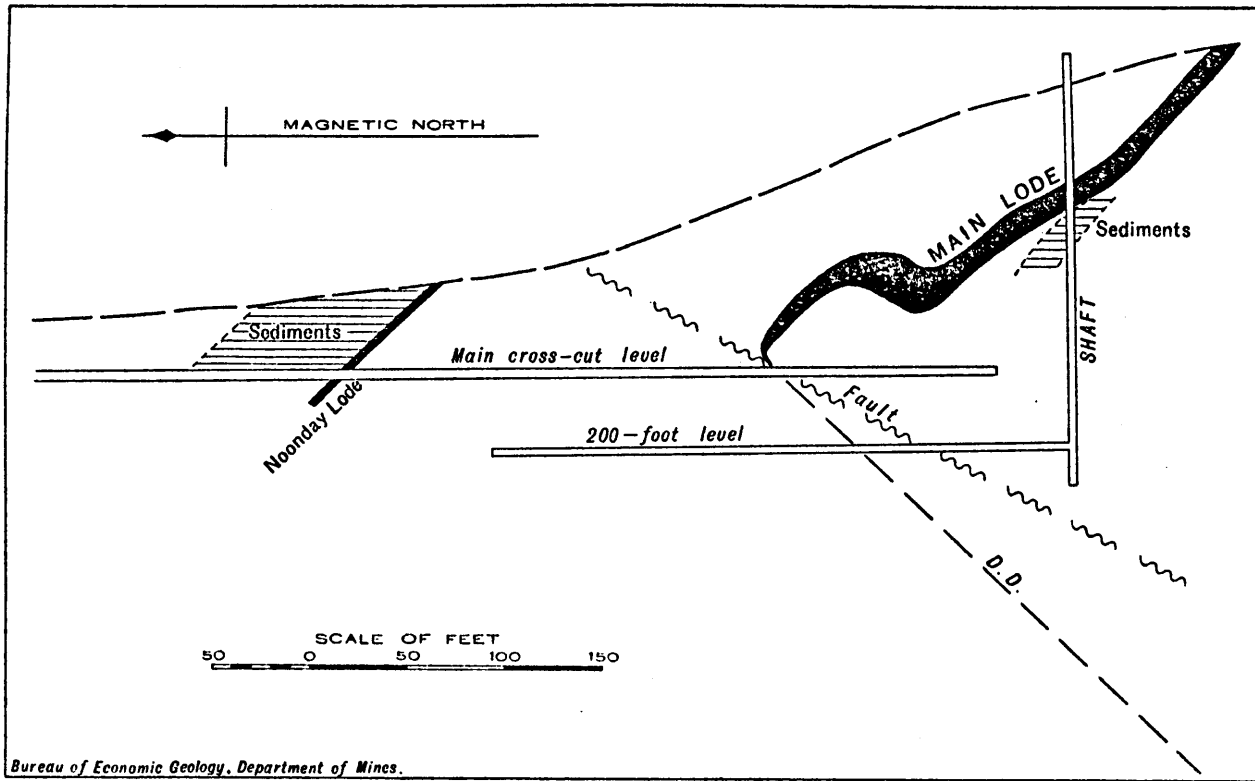 MAGNETIC NORTH
MAIN LODE
Sediments
Sediments
SHAFT
Main cross-cut level
Noonday Lode
Fault
200-foot level
D.D.
SCALE OF FEET
50 0 50 100 150
Bureau of Economic Geology, Department of Mines.